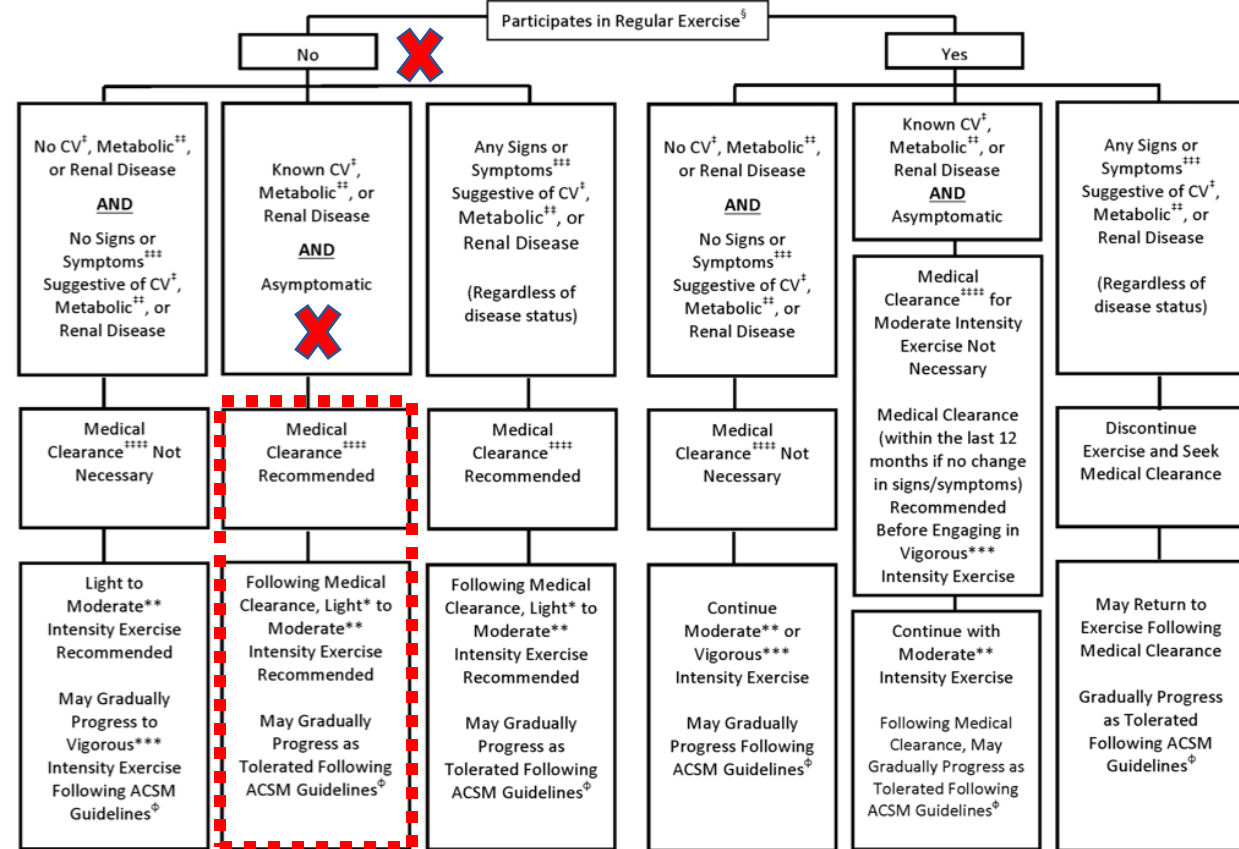 Participates in Regular Exercise§
No
Yes
No CV‡, Metabolic‡‡,
or Renal Disease
AND
No Signs or
Symptoms‡‡‡
Suggestive of CV‡,
Metabolic‡‡, or
Renal Disease
Known CV‡,
Metabolic‡‡, or
Renal Disease
AND
Asymptomatic
Any Signs or
Symptoms‡‡‡
Suggestive of CV‡,
Metabolic‡‡, or
Renal Disease
(Regardless of
disease status)
No CV‡, Metabolic‡‡,
or Renal Disease
AND
No Signs or
Symptoms‡‡‡
Suggestive of CV‡,
Metabolic‡‡, or
Renal Disease
Known CV‡,
Metabolic‡‡, or
Renal Disease
AND
Asymptomatic
Any Signs or
Symptoms‡‡‡
Suggestive of CV‡,
Metabolic‡‡, or
Renal Disease
(Regardless of
disease status)
Medical
Clearance‡‡‡‡ Not
Necessary
Medical
Clearance‡‡‡‡
Recommended
Medical
Clearance‡‡‡‡
Recommended
Medical
Clearance‡‡‡‡ Not
Necessary
Medical
Clearance‡‡‡‡ for
Moderate Intensity
Exercise Not
Necessary
Medical Clearance
(within the last 12
months if no change
in signs/symptoms)
Recommended
Before Engaging in
Vigorous***
Intensity Exercise
Discontinue
Exercise and Seek
Medical Clearance
Light to
Moderate**
Intensity Exercise
Recommended
May Gradually
Progress to
Vigorous***
Intensity Exercise
Following ACSM
Guidelinesᶲ
Following Medical
Clearance, Light* to
Moderate**
Intensity Exercise
Recommended
May Gradually
Progress as
Tolerated Following
ACSM Guidelinesᶲ
Following Medical
Clearance, Light* to
Moderate**
Intensity Exercise
Recommended
May Gradually
Progress as
Tolerated Following
ACSM Guidelinesᶲ
Continue
Moderate** or
Vigorous***
Intensity Exercise
May Gradually
Progress Following
ACSM Guidelinesᶲ
Continue with
Moderate**
Intensity Exercise
Following Medical
Clearance, May
Gradually Progress as
Tolerated Following
ACSM Guidelinesᶲ
May Return to
Exercise Following
Medical Clearance
Gradually Progress
as Tolerated
Following ACSM
Guidelinesᶲ